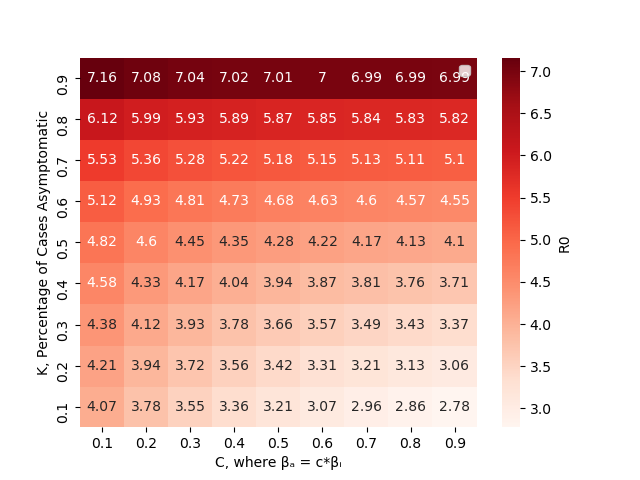 0.9 7.16 7.08 7.04 7.02 7.01 7 6.99 6.99 6.99
0.8 6.12 5.99 5.93 5.89 5.87 5.85 5.84 5.83 5.82
0.7 5.53 5.36 5.28 5.22 5.18 5.15 5.13 5.11 5.1
0.6 5.12 4.93 4.81 4.73 4.68 4.63 4.6 4.57 4.55
0.5 4.82 4.6 4.45 4.35 4.28 4.22 4.17 4.13 4.1
0.4 4.58 4.33 4.17 4.04 3.94 3.87 3.81 3.76 3.71
0.3 4.38 4.12 3.93 3.78 3.66 3.57 3.49 3.43 3.37
0.2 4.21 3.94 3.72 3.56 3.42 3.31 3.21 3.13 3.06
0.1 4.07 3.78 3.55 3.36 3.21 3.07 2.96 2.86 2.78
0.1 0.2 0.3 0.4 0.5 0.6 0.7 0.8 0.9
C, where βₐ = c*βᵢ
K, Percentage of Cases Asymptomatic
7.0
6.5
6.0
5.5
5.0
4.5
4.0
3.5
3.0
R0